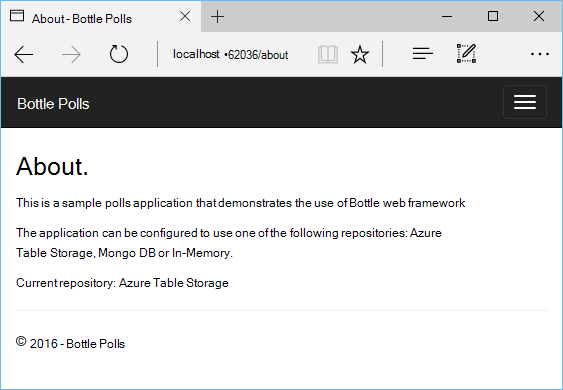 About - Bottle Polls
localhost •62036/about
Bottle Polls
About.
This is a sample polls application that demonstrates the use of Bottle web framework
The application can be configured to use one of the following repositories: Azure
Table Storage, Mongo DB or In-Memory.
Current repository: Azure Table Storage
© 2016 - Bottle Polls